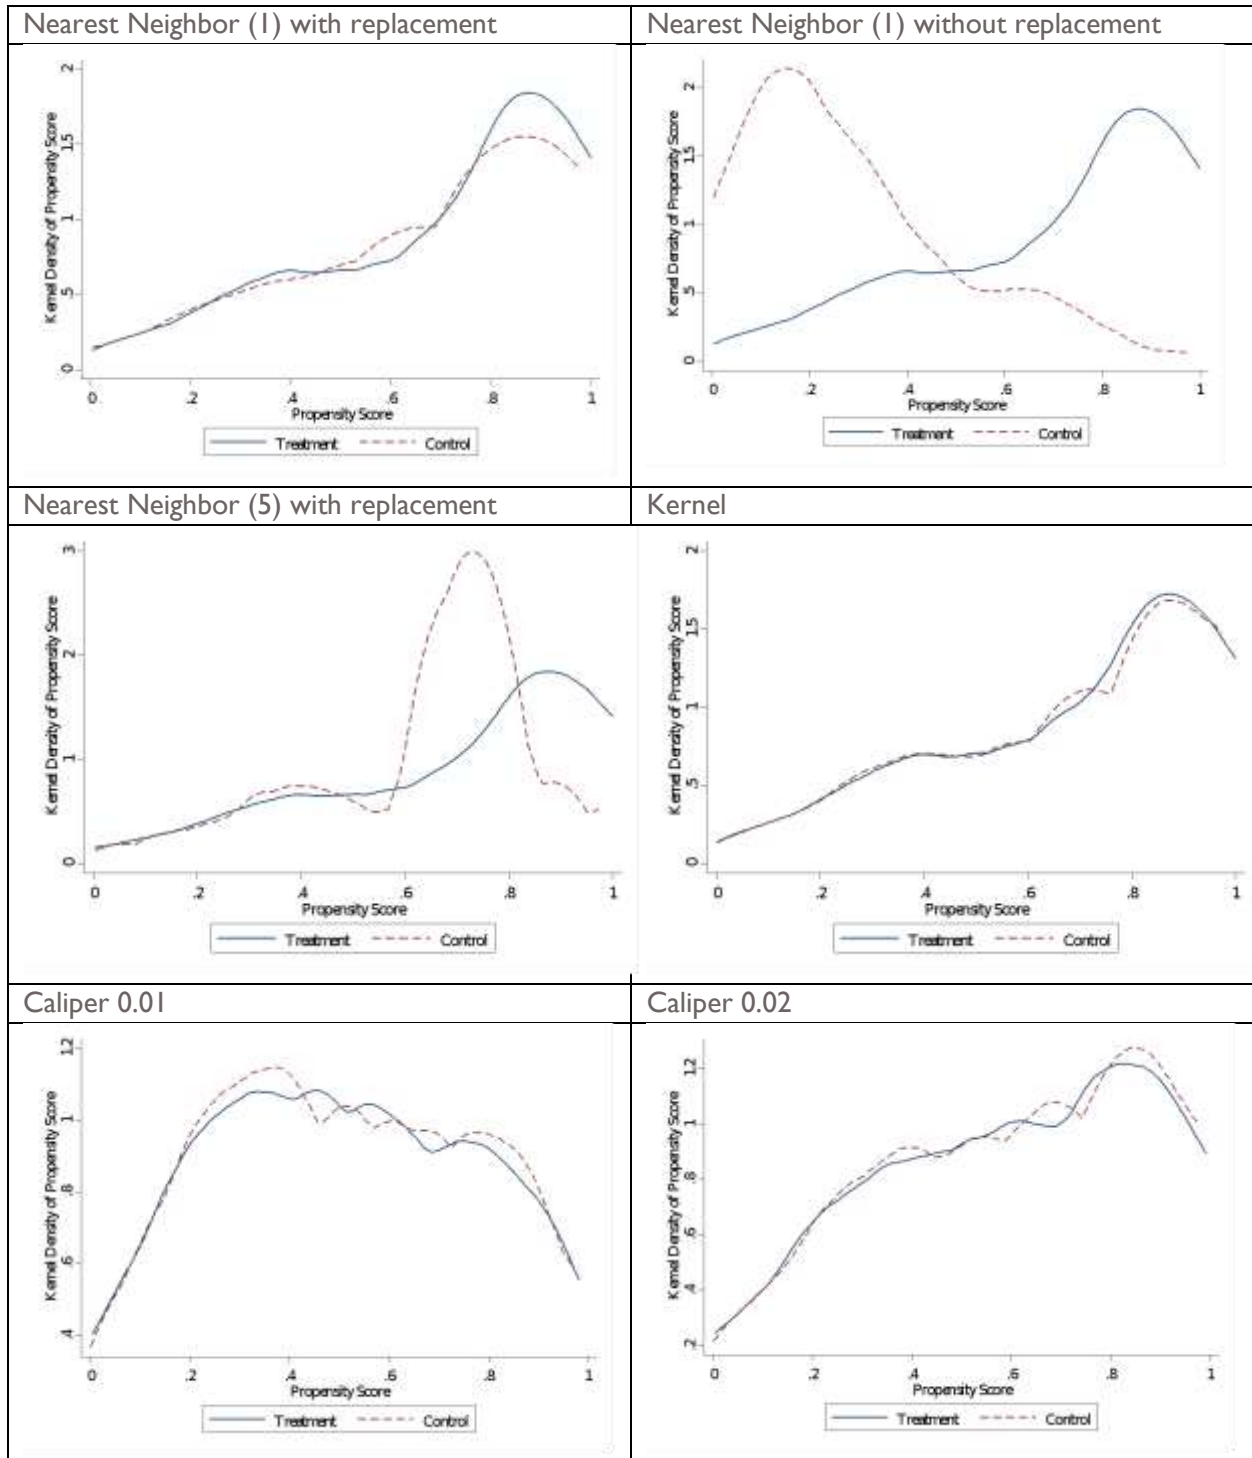 Nearest Neighbor (1) with replacement
Nearest Neighbor (1) without replacement
Kernel Density of Propensity Score
2
1.5
1
.5
0
0 .2 .4 .6 .8 1
Propensity Score
Treatment Control
Kernel Density of Propensity Score
2
1.5
1
.5
0
0 .2 .4 .6 .8 1
Propensity Score
Treatment Control
Nearest Neighbor (5) with replacement
Kernel
Kernel Density of Propensity Score
3
2
1
0
0 .2 .4 .6 .8 1
Propensity Score
Treatment Control
Kernel Density of Propensity Score
2
1.5
1
.5
0
0 .2 .4 .6 .8 1
Propensity Score
Treatment Control
Caliper 0.01
Caliper 0.02
Kernel Density of Propensity Score
1.2
1
.8
.6
.4
0 .2 .4 .6 .8 1
Propensity Score
Treatment Control
Kernel Density of Propensity Score
1.2
1
.8
.6
.4
.2
0 .2 .4 .6 .8 1
Propensity Score
Treatment Control